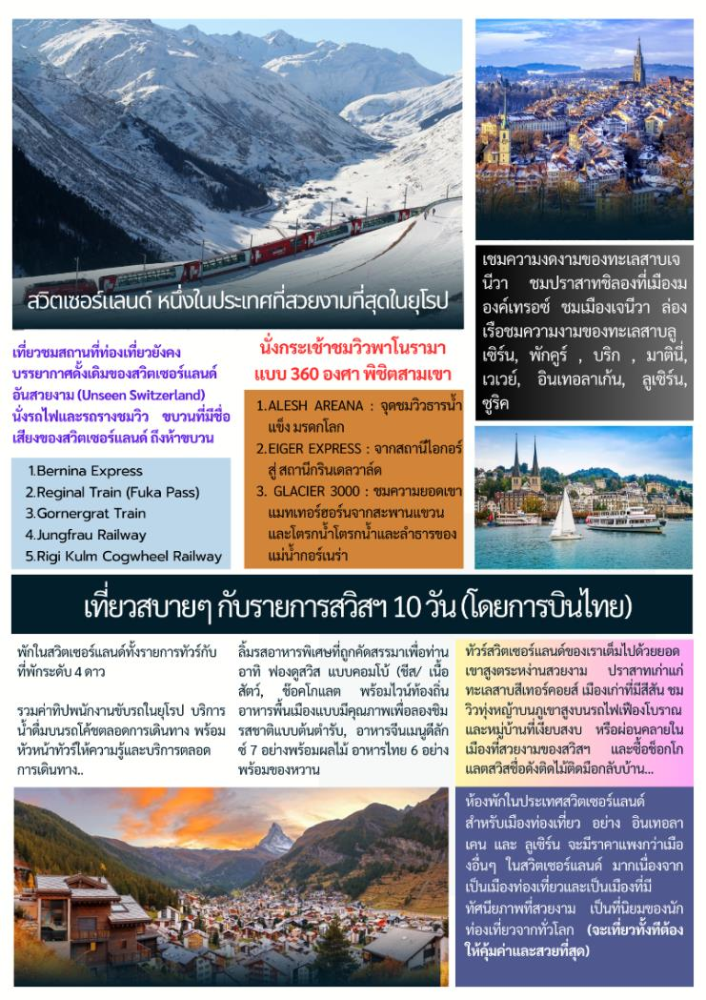 สวิตเซอร์แลนด์ หนึ่งในประเทศที่สวยงามที่สุดในยุโรป
เชมความงดงามของทะเลสาบเจ
นีวา ชมปราสาทชิลองที่เมืองม
องค์เทรอซ์ ชมเมืองเจนีวา ล่อง
เรือชมความงามของทะเลสาบลู
เซิร์น, พักคูร์ , บริก , มาตินี่,
เวเวย์, อินเทอลาเก้น, ลูเซิร์น,
ซูริค
เที่ยวชมสถานที่ท่องเที่ยวยังคง
บรรยากาศดั้งเดิมของสวิตเซอร์แลนด์
อันสวยงาม (Unseen Switzerland)
นั่งรถไฟและรถรางชมวิว ขบวนที่มีชื่อ
เสียงของสวิตเซอร์แลนด์ ถึงห้าขบวน
1.Bernina Express
2.Reginal Train (Fuka Pass)
3.Gornergrat Train
4.Jungfrau Railway
5.Rigi Kulm Cogwheel Railway
นั่งกระเช้าชมวิวพาโนรามา
แบบ 360 องศา พิชิตสามเขา
1. ALESH AREANA : จุดชมวิวธารน้ำ
แข็ง มรดกโลก
2. EIGER EXPRESS : จากสถานีไอกอร์
สู่ สถานีกรินเดลวาล์ด
3. GLACIER 3000 : ชมความยอดเขา
แมทเทอร์ฮอร์นจากสะพานแขวน
และโตรกน้ำโตรกน้ำและลำธารของ
แม่น้ำกอร์เนร่า
เที่ยวสบายๆ กับรายการสวิสฯ 10 วัน (โดยการบินไทย)
พักในสวิตเซอร์แลนด์ทั้งรายการทัวร์กับ
ที่พักระดับ 4 ดาว
รวมค่าทิปพนักงานขับรถในยุโรป บริการ
น้ำดื่มบนรถโค้ชตลอดการเดินทาง พร้อม
หัวหน้าทัวร์ให้ความรู้และบริการตลอด
การเดินทาง..
ลิ้มรสอาหารพิเศษที่ถูกคัดสรรมาเพื่อท่าน
อาทิ ฟองดูสวิส แบบคอมโบ้ (ชีส/ เนื้อ
สัตว์, ช๊อคโกแลต พร้อมไวน์ท้องถิ่น
อาหารพื้นเมืองแบบมีคุณภาพเพื่อลองชิม
รสชาติแบบต้นตำรับ, อาหารจีนเมนูดีลัก
ซ์ 7 อย่างพร้อมผลไม้ อาหารไทย 6 อย่าง
พร้อมของหวาน
ทัวร์สวิตเซอร์แลนด์ของเราเต็มไปด้วยยอด
เขาสูงตระหง่านสวยงาม ปราสาทเก่าแก่
ทะเลสาบสีเทอร์คอยส์ เมืองเก่าที่มีสีสัน ชม
วิวทุ่งหญ้าบนภูเขาสูงบนรถไฟเฟืองโบราณ
และหมู่บ้านที่เงียบสงบ หรือผ่อนคลายใน
เมืองที่สวยงามของสวิสฯ และซื้อช็อกโก
แลตสวิสชื่อดังติดไม้ติดมือกลับบ้าน...
ห้องพักในประเทศสวิตเซอร์แลนด์
สำหรับเมืองท่องเที่ยว อย่าง อินเทอลา
เคน และ ลูเซิร์น จะมีราคาแพงกว่าเมือ
งอื่นๆ ในสวิตเซอร์แลนด์ มากเนื่องจาก
เป็นเมืองท่องเที่ยวและเป็นเมืองที่มี
ทัศนียภาพที่สวยงาม เป็นที่นิยมของนัก
ท่องเที่ยวจากทั่วโลก (จะเที่ยวทั้งทีต้อง
ให้คุ้มค่าและสวยที่สุด)